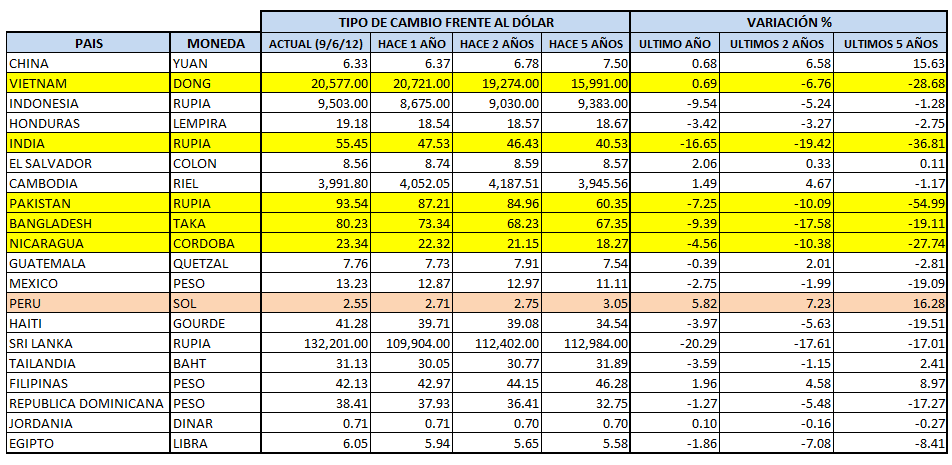 TIPO DE CAMBIO FRENTE AL DÓLAR VARIACIÓN %
PAIS MONEDA ACTUAL (9/6/12) HACE 1 AÑO HACE 2 AÑOS HACE 5 AÑOS ULTIMO AÑO ULTIMOS 2 AÑOS ULTIMOS 5 AÑOS
CHINA YUAN 6.33 6.37 6.78 7.50 0.68 6.58 15.63
VIETNAM DONG 20,577.00 20,721.00 19,274.00 15,991.00 0.69 -6.76 -28.68
INDONESIA RUPIA 9,503.00 8,675.00 9,030.00 9,383.00 -9.54 -5.24 -1.28
HONDURAS LEMPIRA 19.18 18.54 18.57 18.67 -3.42 -3.27 -2.75
INDIA RUPIA 55.45 47.53 46.43 40.53 -16.65 -19.42 -36.81
EL SALVADOR COLON 8.56 8.74 8.59 8.57 2.06 0.33 0.11
CAMBODIA RIEL 3,991.80 4,052.05 4,187.51 3,945.56 1.49 4.67 -1.17
PAKISTAN RUPIA 93.54 87.21 84.96 60.35 -7.25 -10.09 -54.99
BANGLADESH TAKA 80.23 73.34 68.23 67.35 -9.39 -17.58 -19.11
NICARAGUA CORDOBA 23.34 22.32 21.15 18.27 -4.56 -10.38 -27.74
GUATEMALA QUETZAL 7.76 7.73 7.91 7.54 -0.39 2.01 -2.81
MEXICO PESO 13.23 12.87 12.97 11.11 -2.75 -1.99 -19.09
PERU SOL 2.55 2.71 2.75 3.05 5.82 7.23 16.28
HAITI GOURDE 41.28 39.71 39.08 34.54 -3.97 -5.63 -19.51
SRI LANKA RUPIA 132,201.00 109,904.00 112,402.00 112,984.00 -20.29 -17.61 -17.01
TAILANDIA BAHT 31.13 30.05 30.77 31.89 -3.59 -1.15 2.41
FILIPINAS PESO 42.13 42.97 44.15 46.28 1.96 4.58 8.97
REPUBLICA DOMINICANA PESO 38.41 37.93 36.41 32.75 -1.27 -5.48 -17.27
JORDANIA DINAR 0.71 0.71 0.70 0.70 0.10 -0.16 -0.27
EGIPTO LIBRA 6.05 5.94 5.65 5.58 -1.86 -7.08 -8.41